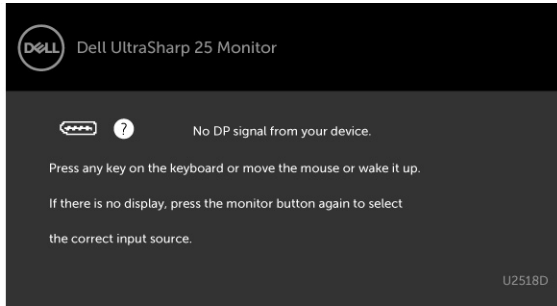 DELL
Dell UltraSharp 25 Monitor
?
No DP signal from your device.
Press any key on the keyboard or move the mouse or wake it up.
If there is no display, press the monitor button again to select
the correct input source.
U2518D